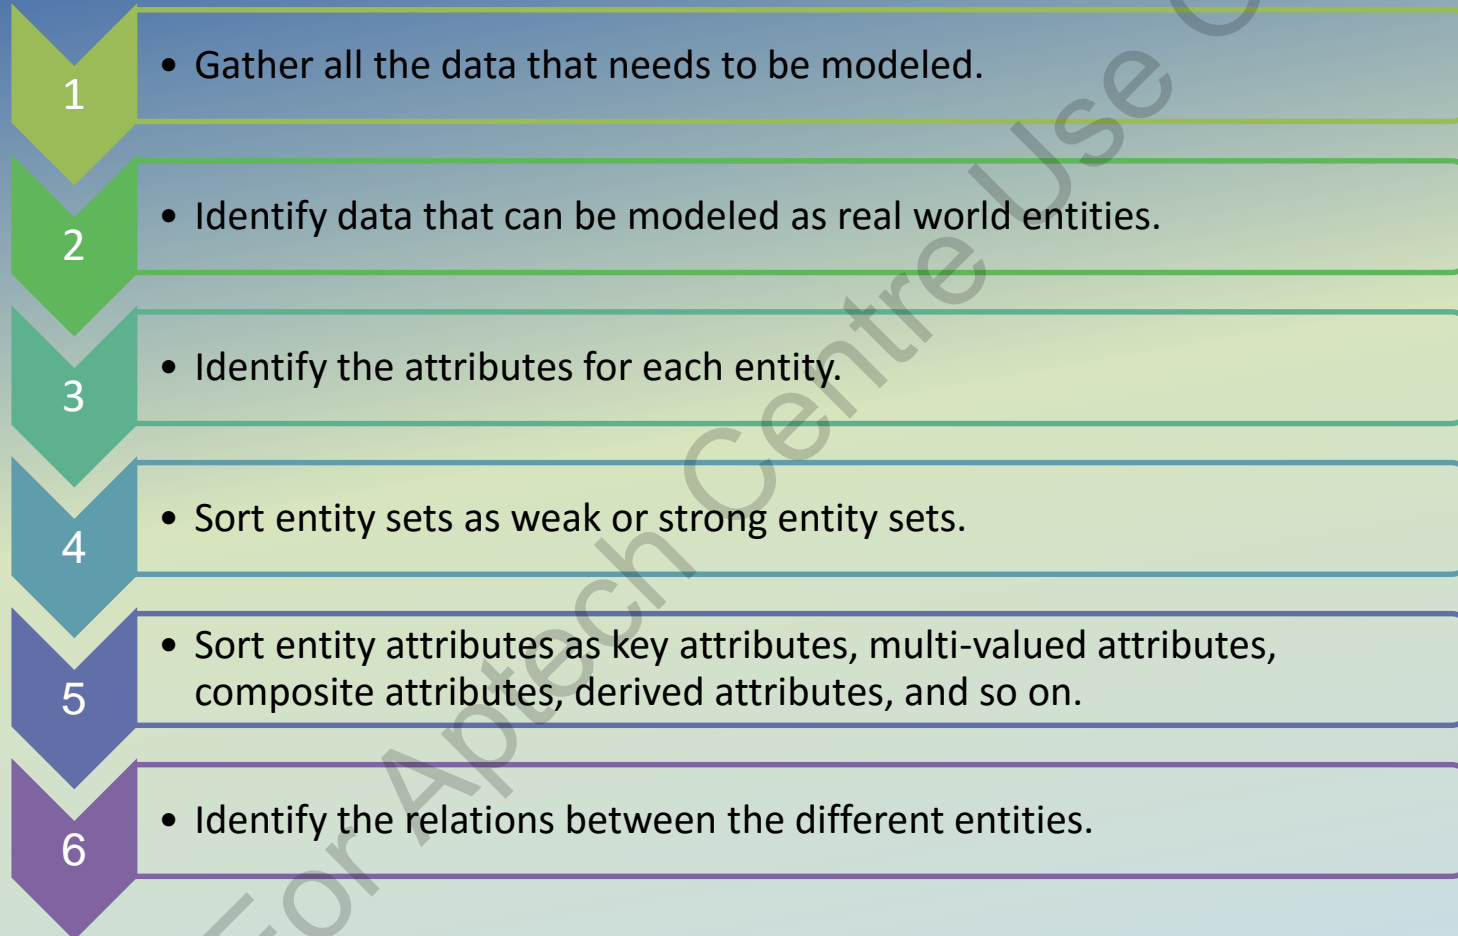 1
• Gather all the data that needs to be modeled.
2
• Identify data that can be modeled as real world entities.
3
• Identify the attributes for each entity.
4
• Sort entity sets as weak or strong entity sets.
5
• Sort entity attributes as key attributes, multi-valued attributes,
composite attributes, derived attributes, and so on.
6
• Identify the relations between the different entities.
For Aptech Centre Use